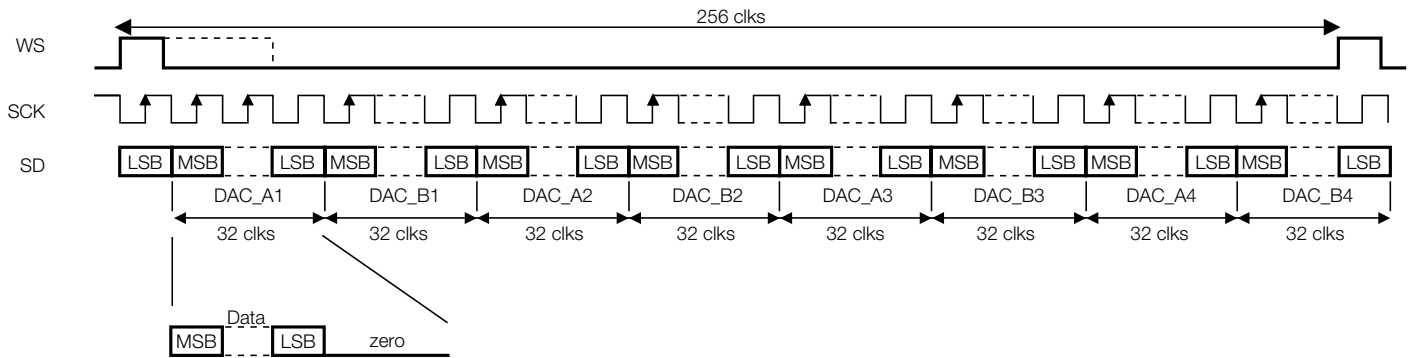 256 clks
WS
SCK
SD LSB MSB LSB MSB LSB MSB LSB MSB LSB MSB LSB MSB LSB MSB LSB MSB LSB
DAC_A1 DAC_B1 DAC_A2 DAC_B2 DAC_A3 DAC_B3 DAC_A4 DAC_B4
32 clks 32 clks 32 clks 32 clks 32 clks 32 clks 32 clks 32 clks
Data
MSB LSB zero